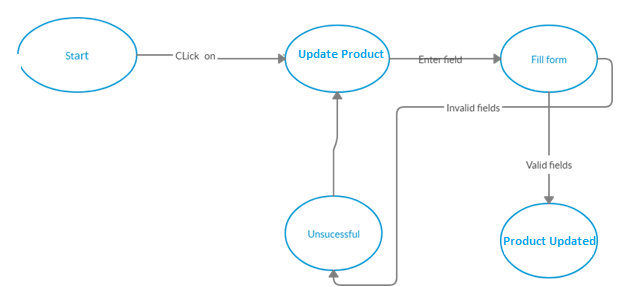 Start
CLick on
Update Product
Enter field
Fill form
Invalid fields
Valid fields
Unsucessful
Product Updated